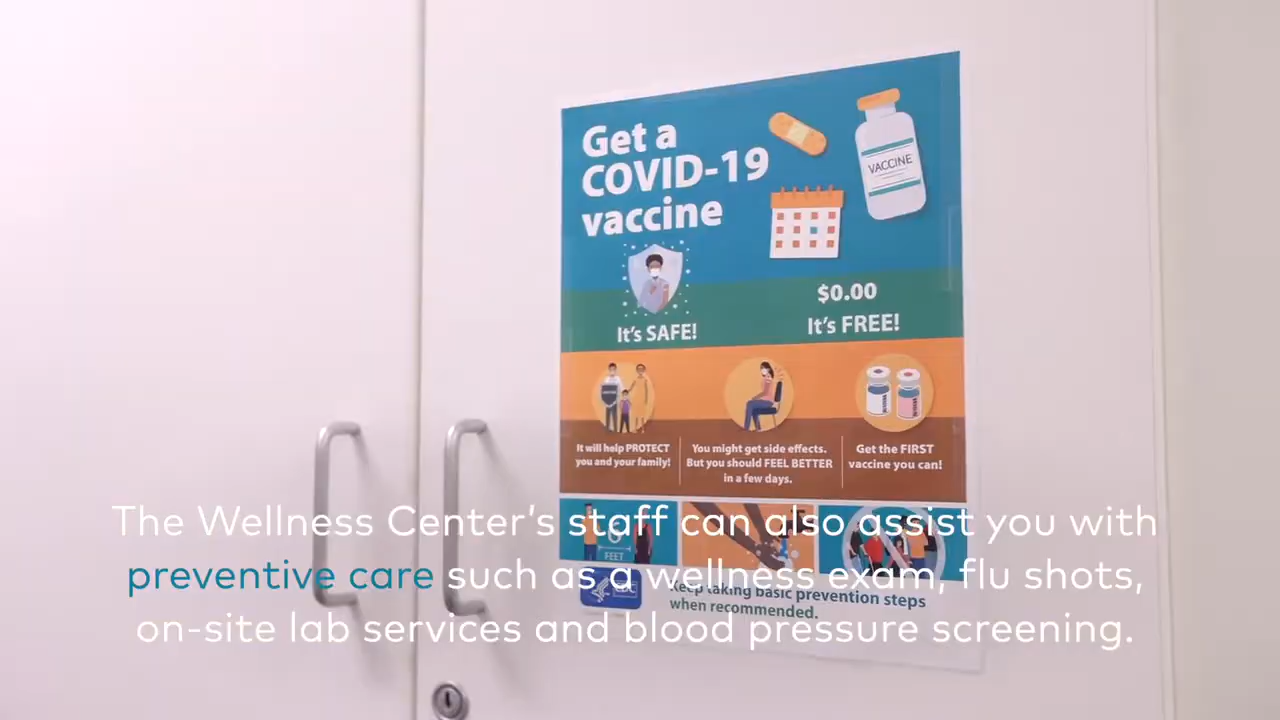 Get a
COVID-19
vaccine
VACCINE
It's SAFE!
$0.00
It's FREE!
It will help PROTECT
you and your family!
You might get side effects.
But you should FEEL BETTER
in a few days.
Get the FIRST
vaccine you can!
6
FEET
CDC
Keep taking basic prevention steps
when recommended.
The Wellness Center's staff can also assist you with
preventive care such as a wellness exam, flu shots,
on-site lab services and blood pressure screening.